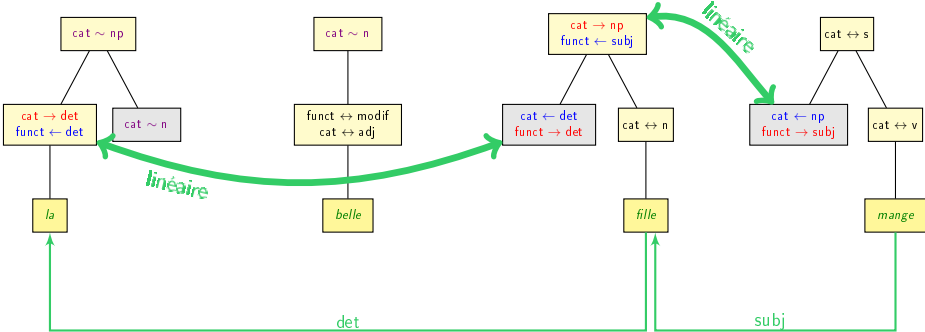 cat ~ np
cat → det
funct ← det
cat ~ n
la
cat ~ n
funct ↔ modif
cat ↔ adj
belle
cat → np
funct ← subj
cat ← det
funct → det
cat ↔ n
fille
cat ↔ s
cat ← np
funct → subj
cat ↔ v
mange
linéaire
linéaire
det
subj